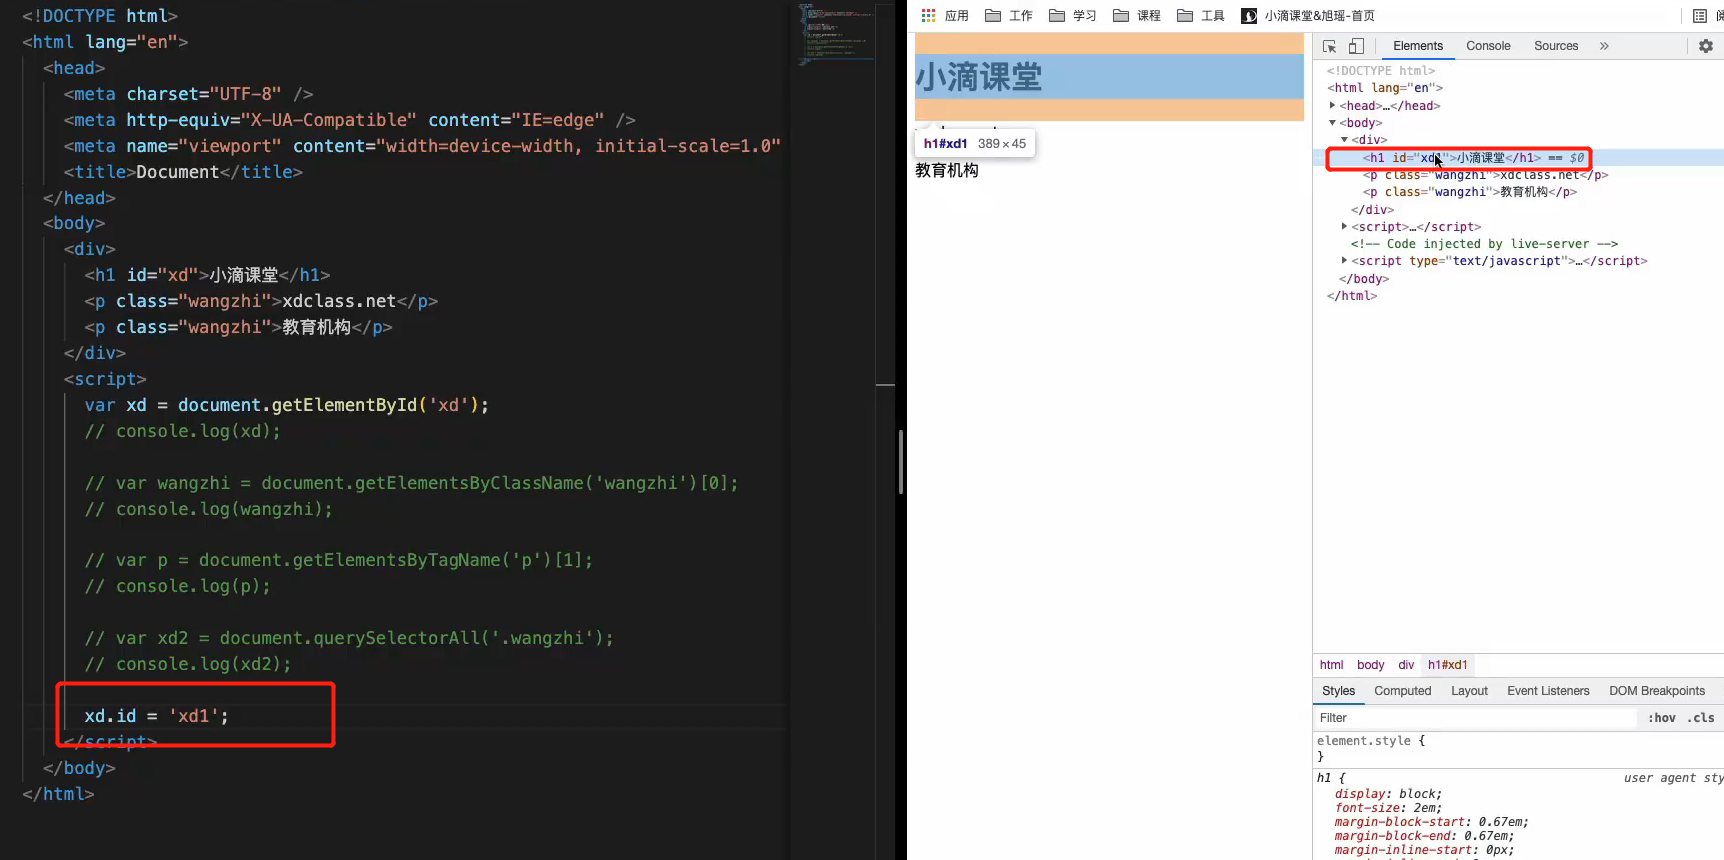 <!DOCTYPE html>
<html lang="en">
<head>
<meta charset="UTF-8" />
<meta http-equiv="X-UA-Compatible" content="IE=edge" />
<meta name="viewport" content="width=device-width, initial-scale=1.0"
<title>Document</title>
</head>
<body>
<div>
<h1 id="xd">小滴课堂</h1>
<p class="wangzhi">xdclass.net</p>
<p class="wangzhi">教育机构</p>
</div>
<script>
var xd = document.getElementById('xd');
// console.log(xd);
// var wangzhi = document.getElementsByClassName('wangzhi')[0];
// console.log(wangzhi);
// var p = document.getElementsByTagName('p')[1];
// console.log(p);
// var xd2 = document.querySelectorAll('.wangzhi');
// console.log(xd2);
xd.id = 'xd1';
</script>
</body>
</html>
应用 工作 学习 课程 工具 小滴课堂&旭瑶-首页
小滴课堂
h1#xd1 389×45
教育机构
Elements Console Sources »
<!DOCTYPE html>
<html lang="en">
<head>…</head>
<body>
<div>
<h1 id="xd1">小滴课堂</h1> == $0
<p class="wangzhi">xdclass.net</p>
<p class="wangzhi">教育机构</p>
</div>
<script>…</script>
<!-- Code injected by live-server -->
<script type="text/javascript">…</script>
</body>
</html>
html body div h1#xd1
Styles Computed Layout Event Listeners DOM Breakpoints
Filter :hov .cls
element.style {
}
h1 { user agent sty
display: block;
font-size: 2em;
margin-block-start: 0.67em;
margin-block-end: 0.67em;
margin-inline-start: 0px;